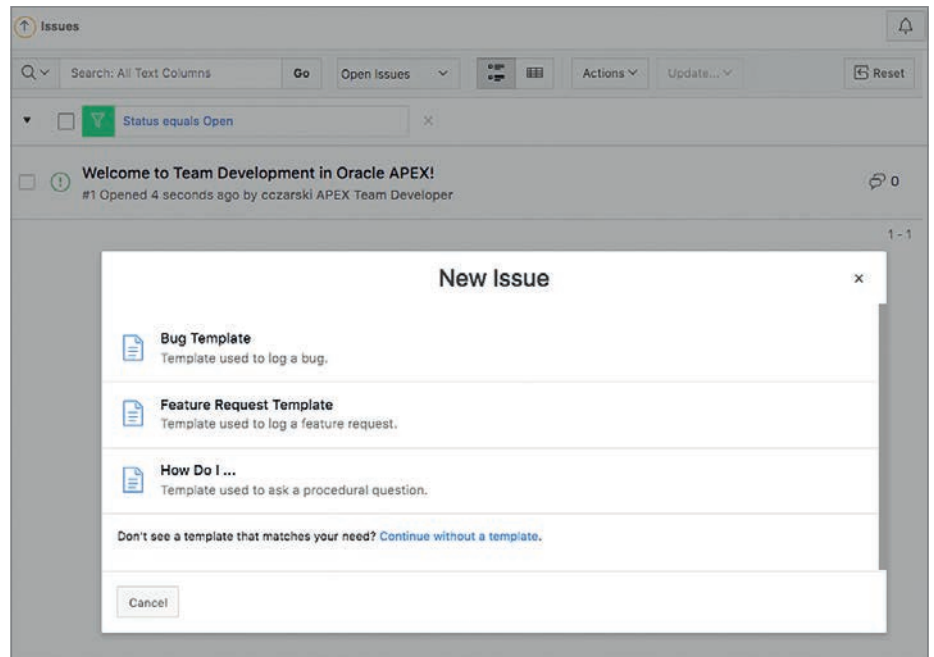 Issues
Search: All Text Columns Go Open Issues Actions Update... Reset
Status equals Open
Welcome to Team Development in Oracle APEX!
#1 Opened 4 seconds ago by cczarski APEX Team Developer
0
1 - 1
New Issue
Bug Template
Template used to log a bug.
Feature Request Template
Template used to log a feature request.
How Do I ...
Template used to ask a procedural question.
Don't see a template that matches your need? Continue without a template.
Cancel